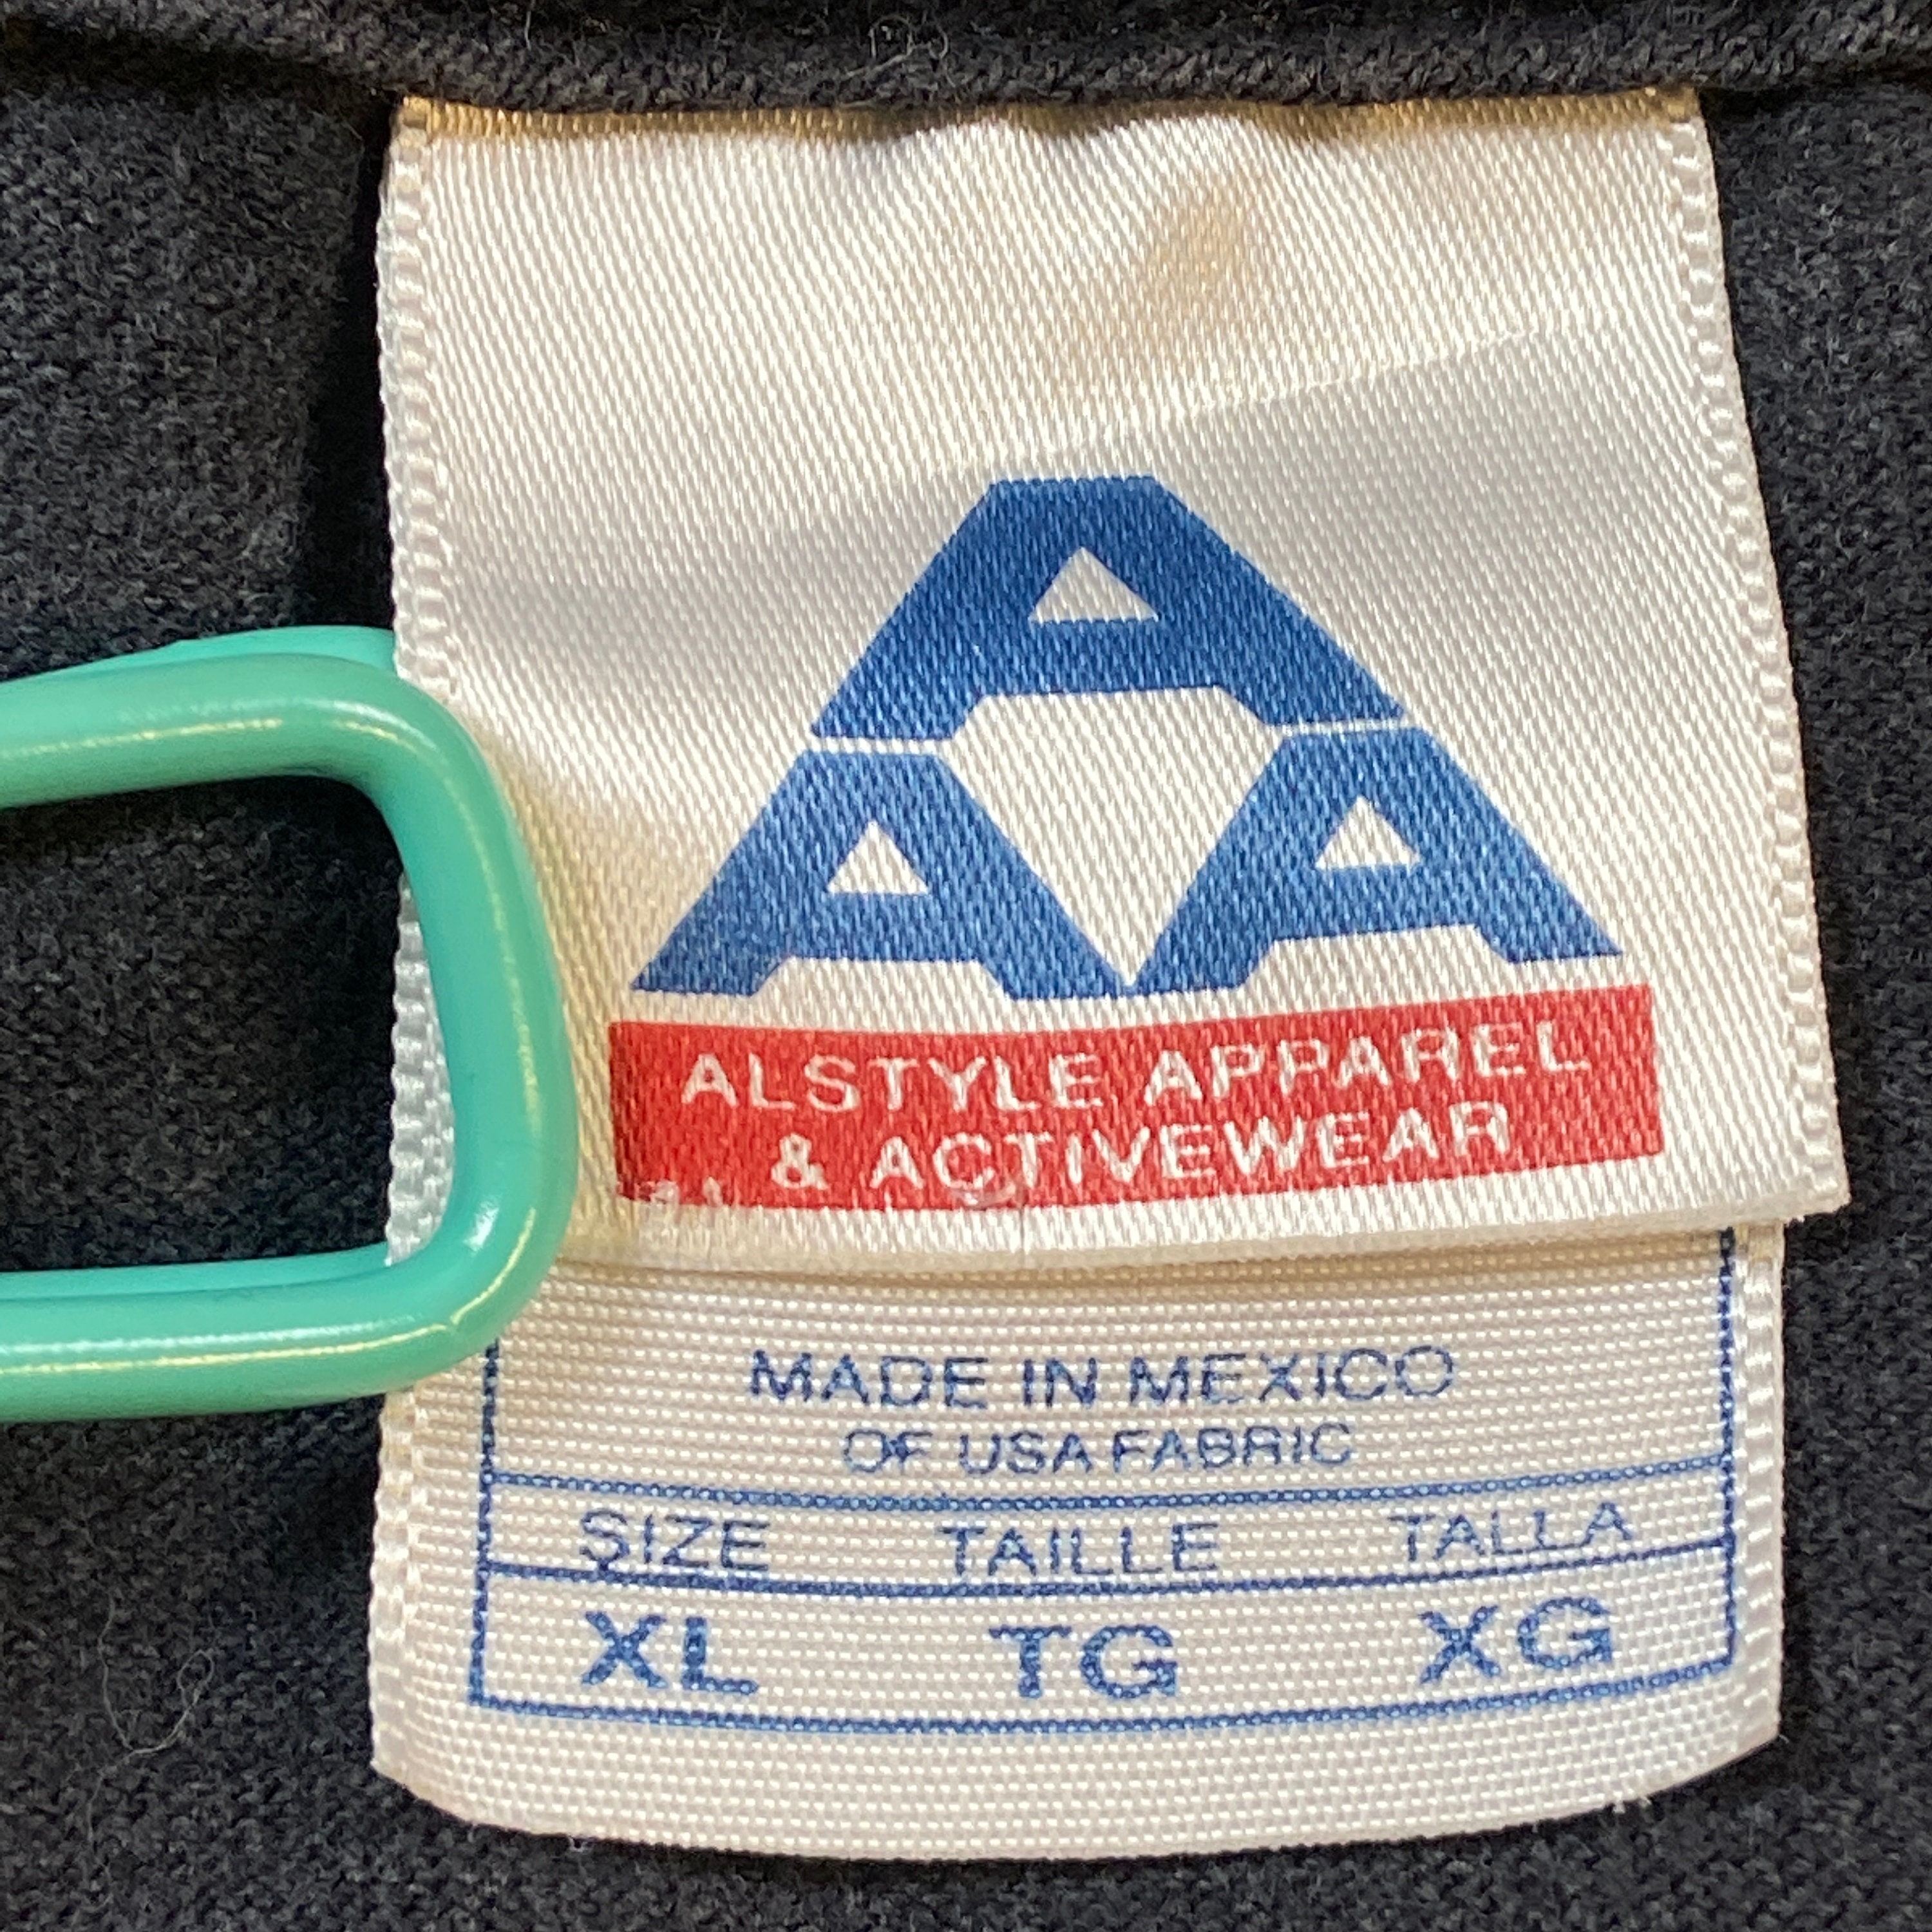 A
A A
ALSTYLE APPAREL
& ACTIVEWEAR
MADE IN MEXICO
OF USA FABRIC
SIZE TAILLE TALLA
XL TG XG